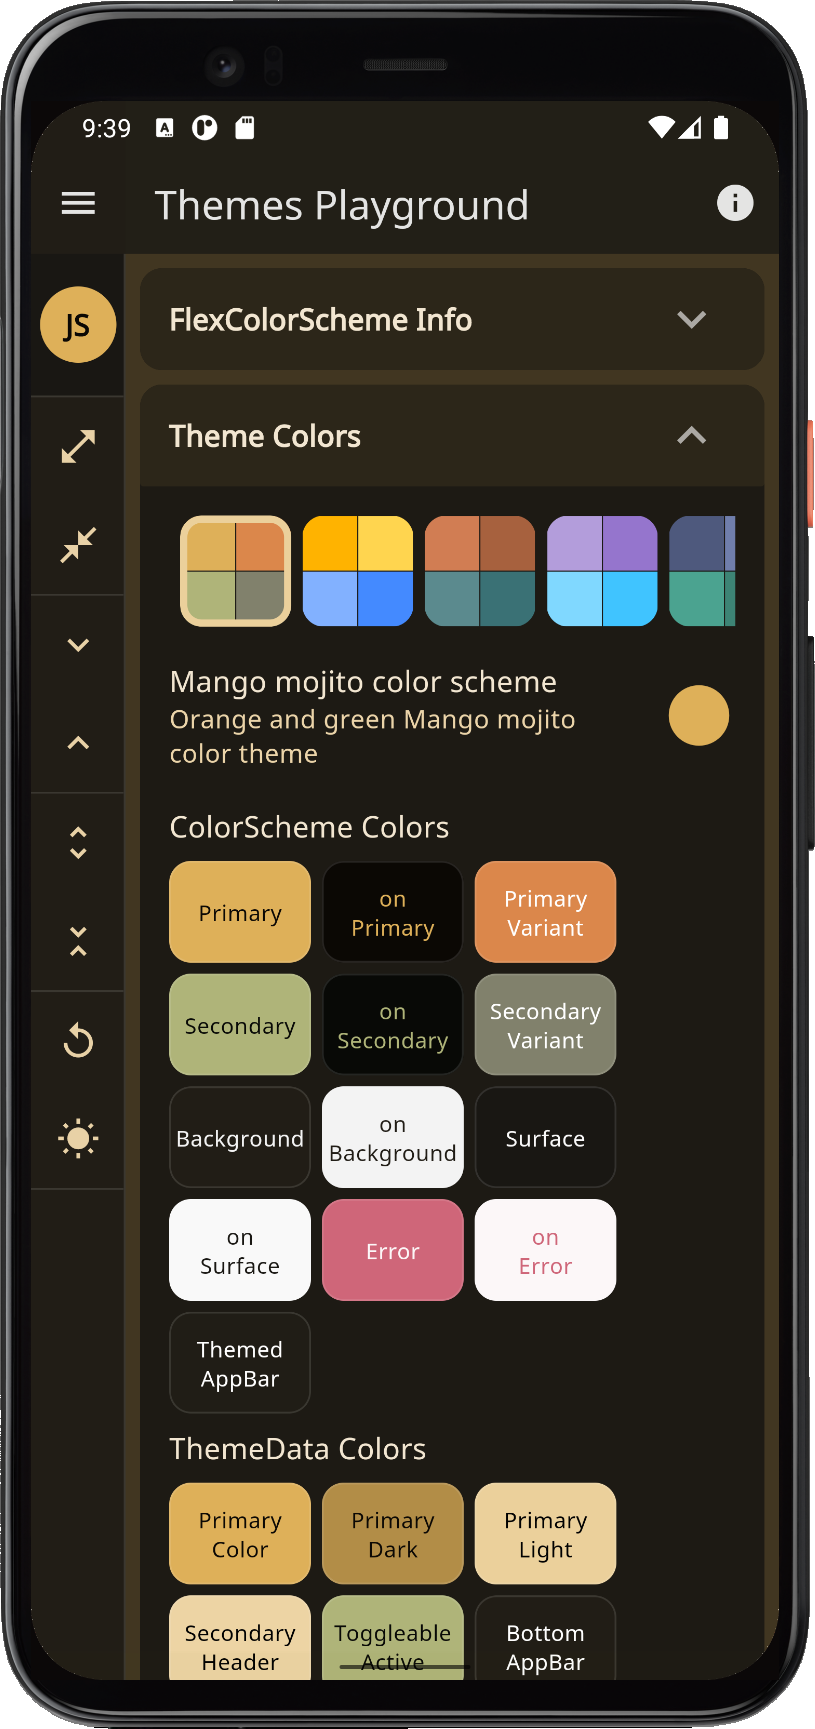 9:39
A
Themes Playground
JS
FlexColorScheme Info
Theme Colors
Mango mojito color scheme
Orange and green Mango mojito
color theme
ColorScheme Colors
Primary
on
Primary
Primary
Variant
Secondary
on
Secondary
Secondary
Variant
Background
on
Background
Surface
on
Surface
Error
on
Error
Themed
AppBar
ThemeData Colors
Primary
Color
Primary
Dark
Primary
Light
Secondary
Header
Toggleable
Active
Bottom
AppBar